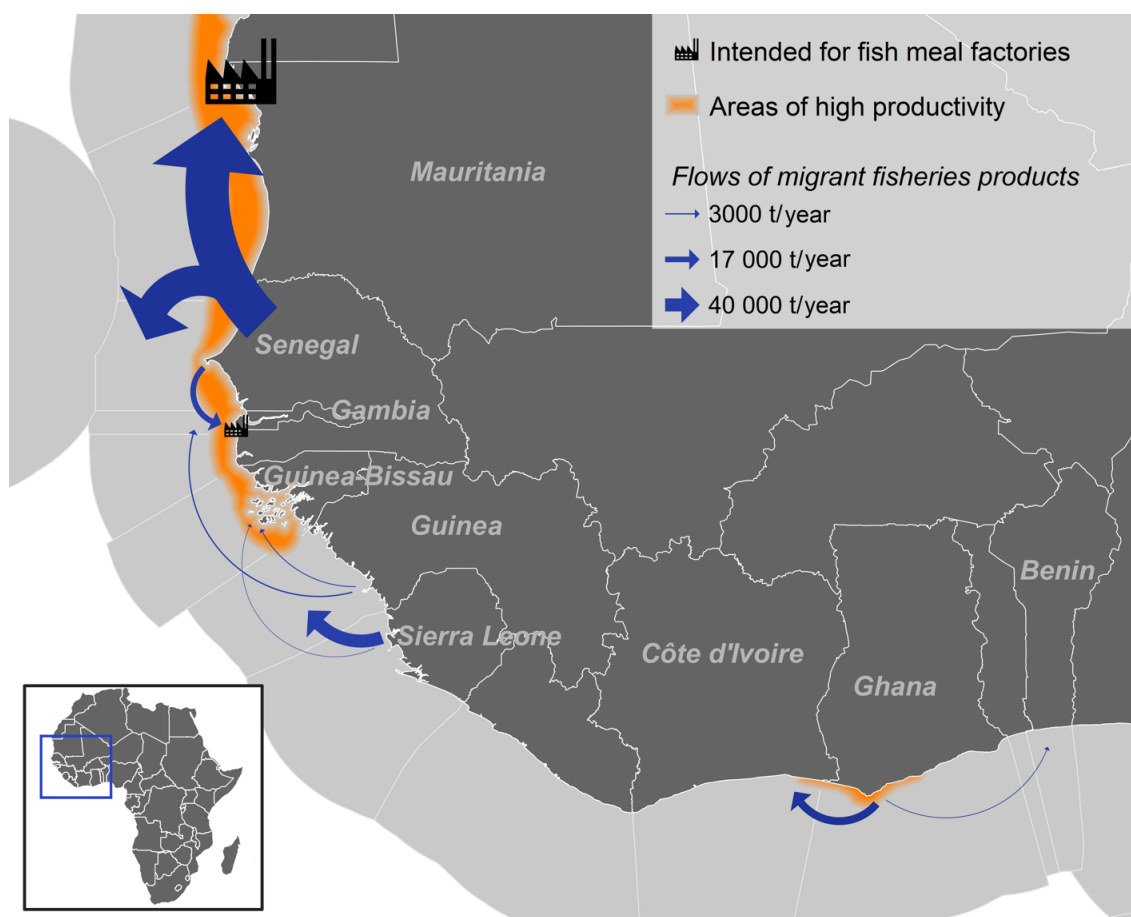 Intended for fish meal factories
Areas of high productivity
Flows of migrant fisheries products
3000 t/year
17 000 t/year
40 000 t/year
Mauritania
Senegal
Gambia
Guinea-Bissau
Guinea
Sierra Leone
Côte d'Ivoire
Ghana
Benin